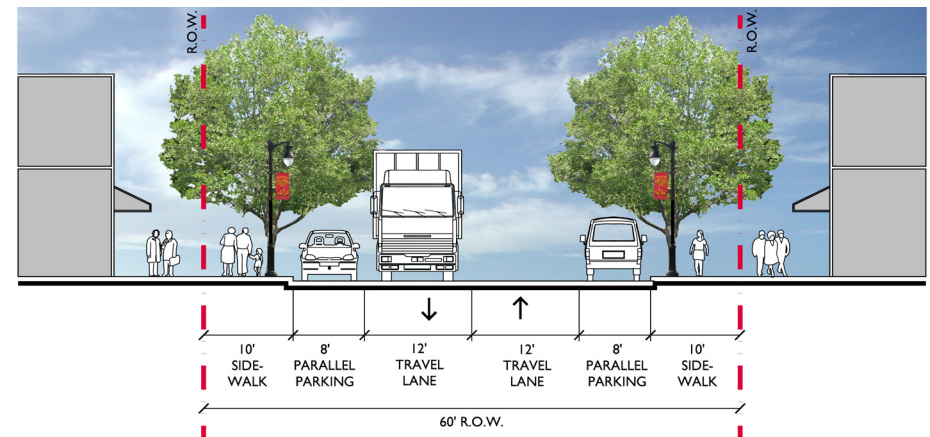 R.O.W.
R.O.W.
10'
SIDE-
WALK
8'
PARALLEL
PARKING
12'
TRAVEL
LANE
12'
TRAVEL
LANE
8'
PARALLEL
PARKING
10'
SIDE-
WALK
60' R.O.W.